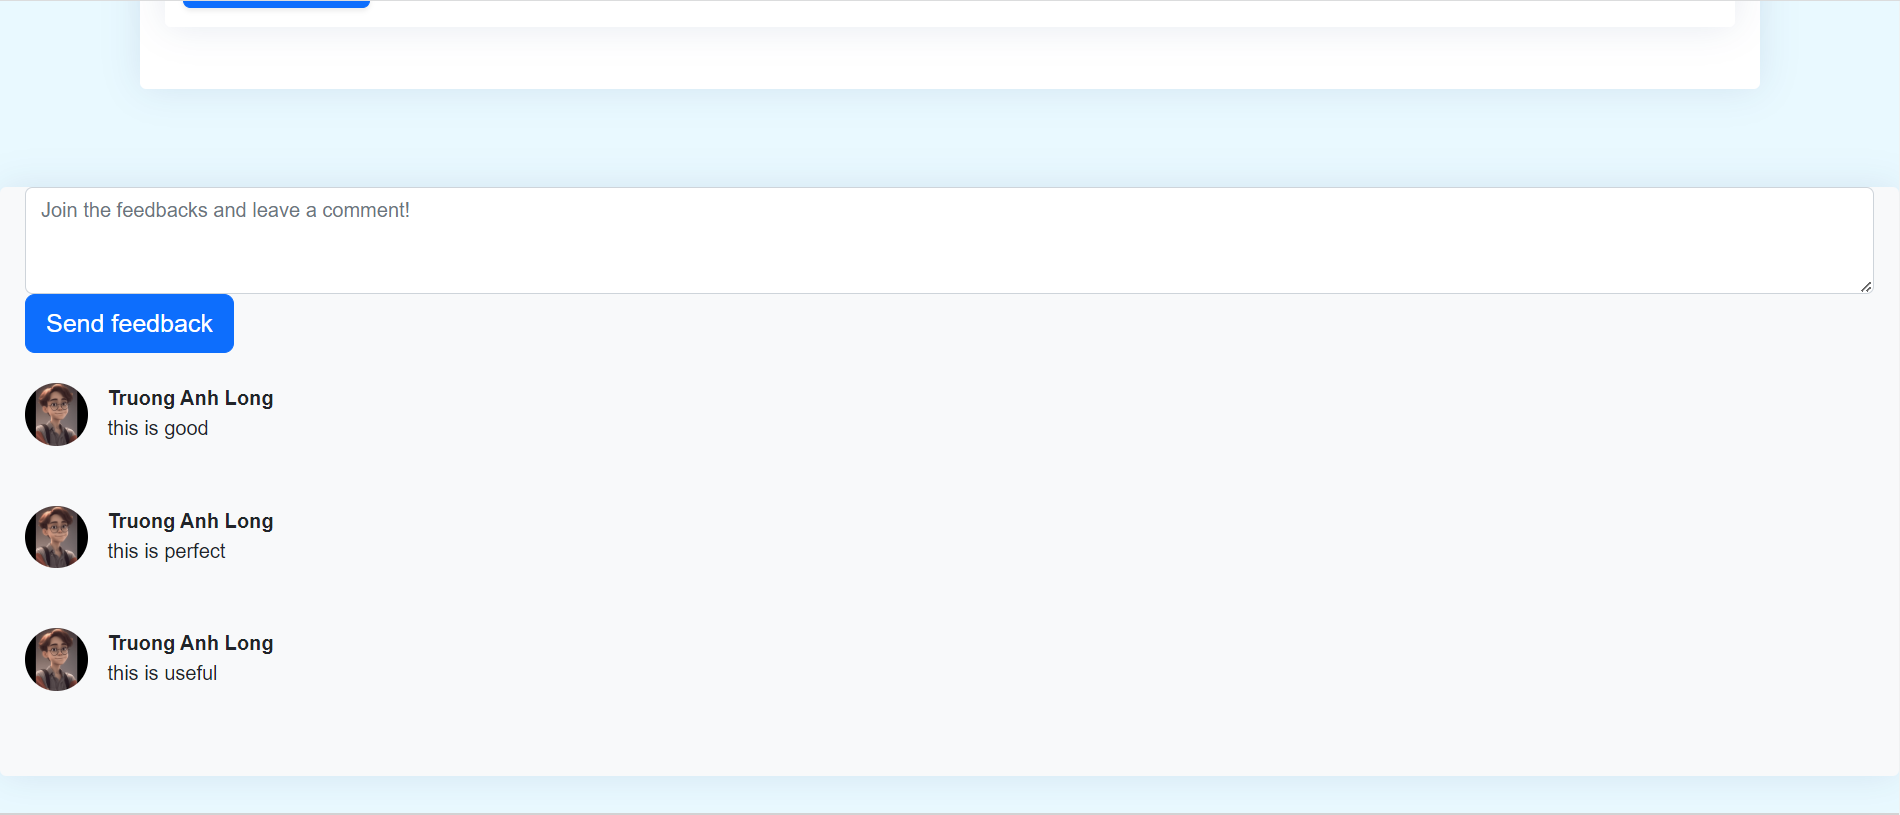 Join the feedbacks and leave a comment!
Send feedback
Truong Anh Long
this is good
Truong Anh Long
this is perfect
Truong Anh Long
this is useful